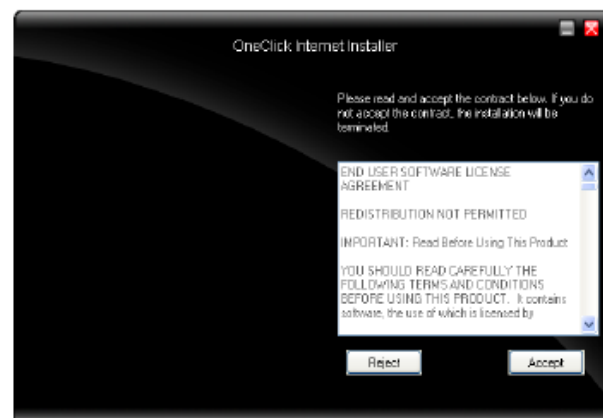 OneClick Internet Installer
Please read and accept the contract below. If you do
not accept the contract, the installation will be
terminated.
END USER SOFTWARE LICENSE
AGREEMENT
REDISTRIBUTION NOT PERMITTED
IMPORTANT: Read Before Using This Product
YOU SHOULD READ CAREFULLY THE
FOLLOWING TERMS AND CONDITIONS
BEFORE USING THIS PRODUCT. It contains
software, the use of which is licensed by
Reject
Accept